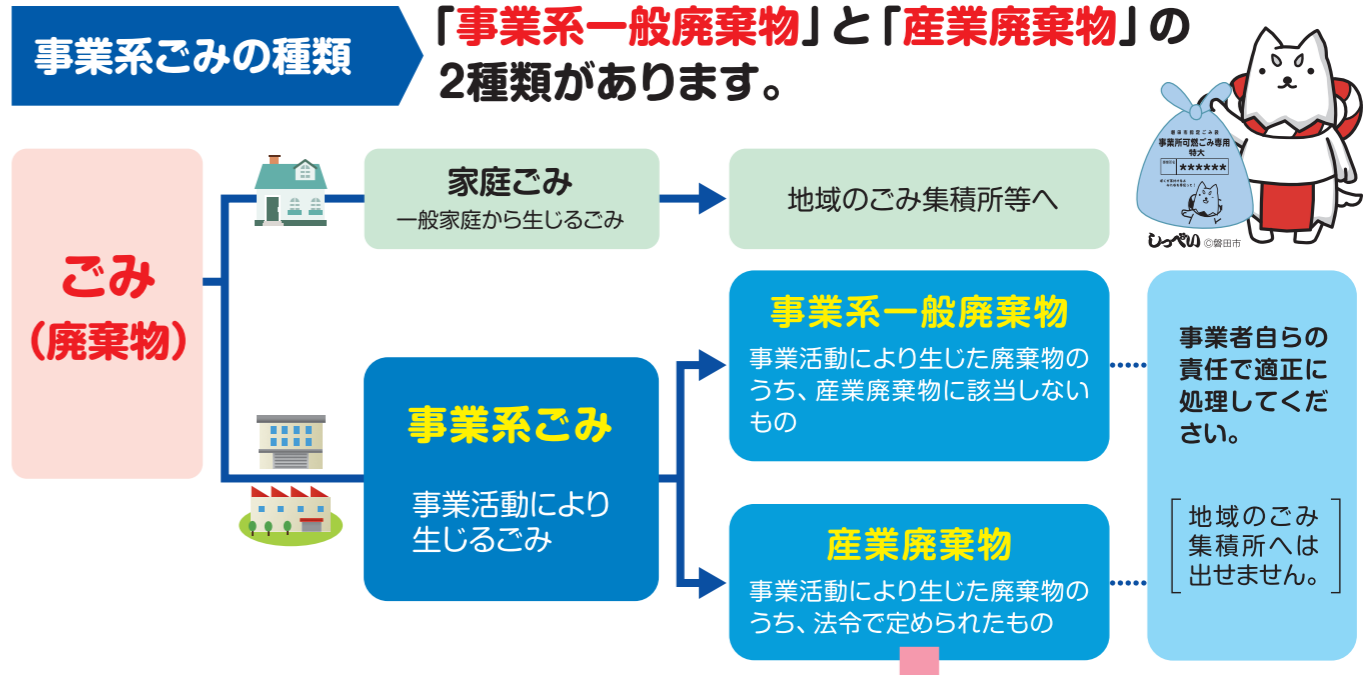 事業系ごみの種類
「事業系一般廃棄物」と「産業廃棄物」の
2種類があります。
事業所可燃ごみ専用
特大
******
しっぺい ©磐田市
ごみ
(廃棄物)
家庭ごみ
一般家庭から生じるごみ
地域のごみ集積所等へ
事業系ごみ
事業活動により
生じるごみ
事業系一般廃棄物
事業活動により生じた廃棄物の
うち、産業廃棄物に該当しない
もの
産業廃棄物
事業活動により生じた廃棄物の
うち、法令で定められたもの
事業者自らの
責任で適正に
処理してくだ
さい。
地域のごみ
集積所へは
出せません。